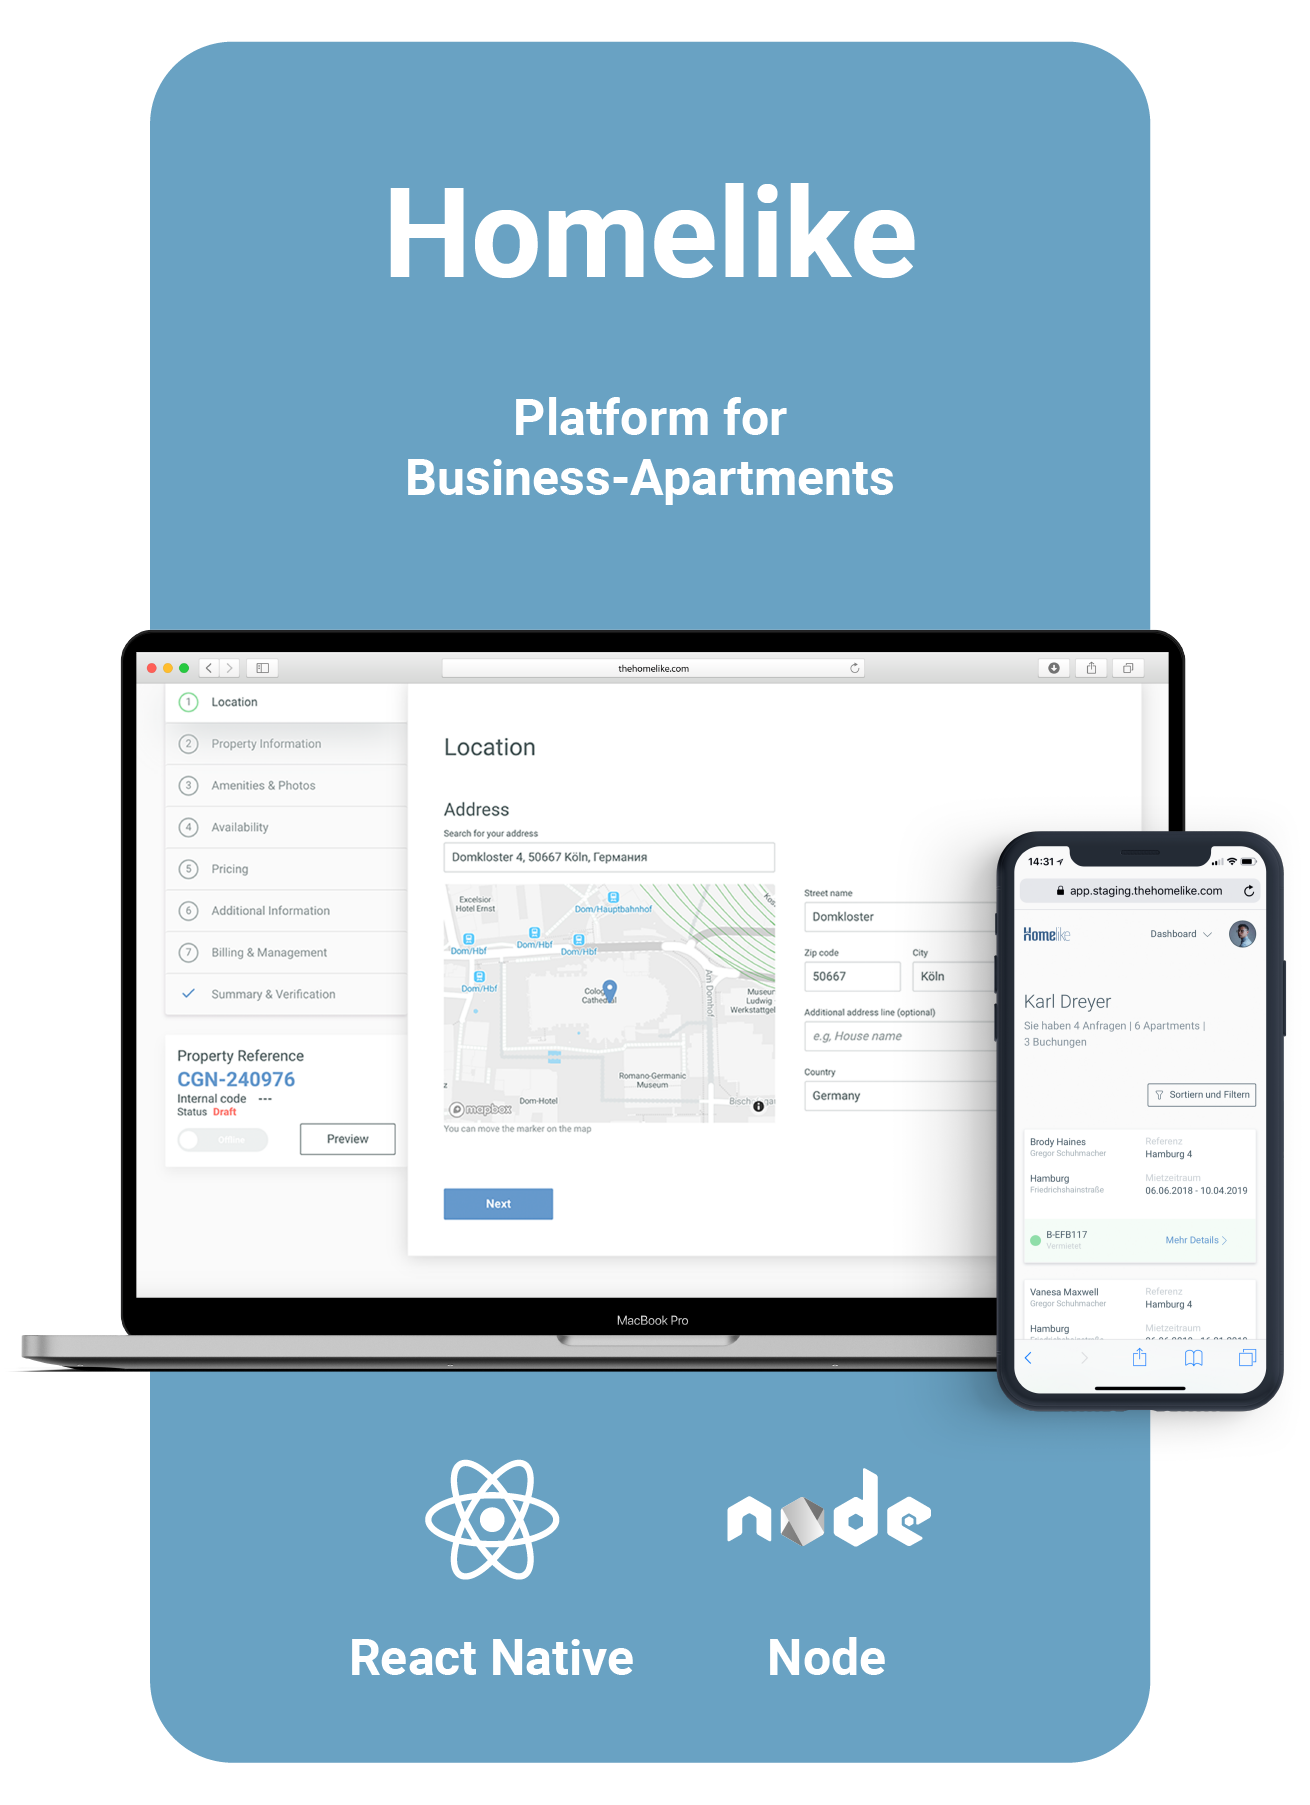 Homelike
Platform for
Business-Apartments
thehomelike.com
1 Location
2 Property Information
3 Amenities & Photos
4 Availability
5 Pricing
6 Additional Information
7 Billing & Management
Summary & Verification
Property Reference
CGN-240976
Internal code ---
Status Draft
Offline
Preview
Location
Address
Search for your address
Domkloster 4, 50667 Köln, Германия
Excelsior
Hotel Ernst
Dom/Hauptbahnhof
Dom/Hbf
Dom/Hbf
Dom/Hbf
Dom/Hbf
Cathedral
Am Domhof
Museum
Ludwig
Romano-Germanic
Museum
Dom-Hotel
mapbox
You can move the marker on the map
Next
Street name
Domkloster
Zip code
City
50667
Köln
Additional address line (optional)
e.g, House name
Country
Germany
MacBook Pro
14:31
app.staging.thehomelike.com
Homelike
Dashboard
Karl Dreyer
Sie haben 4 Anfragen | 6 Apartments |
3 Buchungen
Sortiern und Filtern
Brody Haines
Gregor Schuhmacher
Referenz
Hamburg 4
Hamburg
Friedrichshainstraße
Mietzeitraum
06.06.2018 - 10.04.2019
B-EFB117
Vermietet
Mehr Details
Vanesa Maxwell
Gregor Schuhmacher
Referenz
Hamburg 4
Hamburg
Mietzeitraum
node
React Native
Node